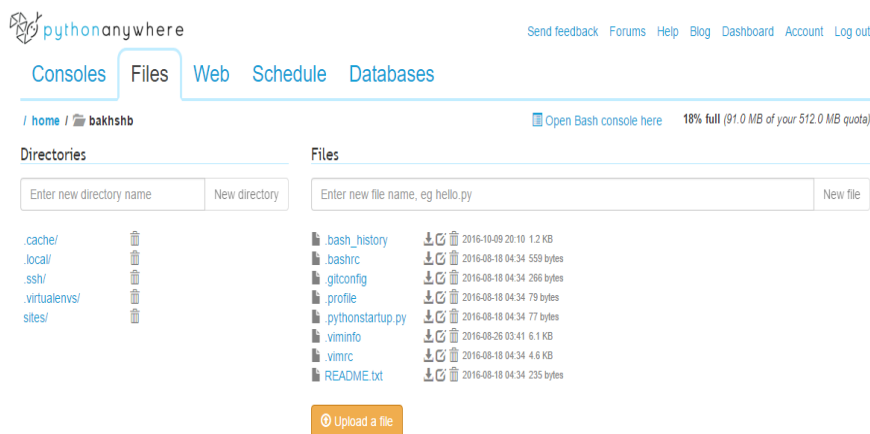 pythonanywhere
Send feedback Forums Help Blog Dashboard Account Log out
Consoles Files Web Schedule Databases
/ home / bakhshb
Open Bash console here 18% full (91.0 MB of your 512.0 MB quota)
Directories
Enter new directory name New directory
.cache/
.local/
.ssh/
.virtualenvs/
sites/
Files
Enter new file name, eg hello.py New file
.bash_history 2016-10-09 20:10 1.2 KB
.bashrc 2016-08-18 04:34 559 bytes
.gitconfig 2016-08-18 04:34 266 bytes
.profile 2016-08-18 04:34 79 bytes
.pythonstartup.py 2016-08-18 04:34 77 bytes
.viminfo 2016-08-26 03:41 6.1 KB
.vimrc 2016-08-18 04:34 4.6 KB
README.txt 2016-08-18 04:34 235 bytes
Upload a file